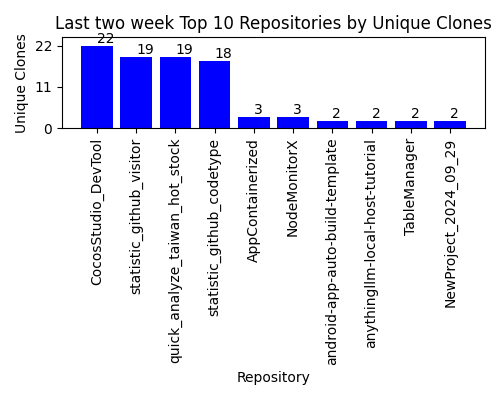 Last two week Top 10 Repositories by Unique Clones
Unique Clones
22
11
0
22
19
19
18
3
3
2
2
2
2
CocosStudio_DevTool
statistic_github_visitor
quick_analyze_taiwan_hot_stock
statistic_github_codetype
AppContainerized
NodeMonitorX
android-app-auto-build-template
anythingllm-local-host-tutorial
TableManager
NewProject_2024_09_29
Repository